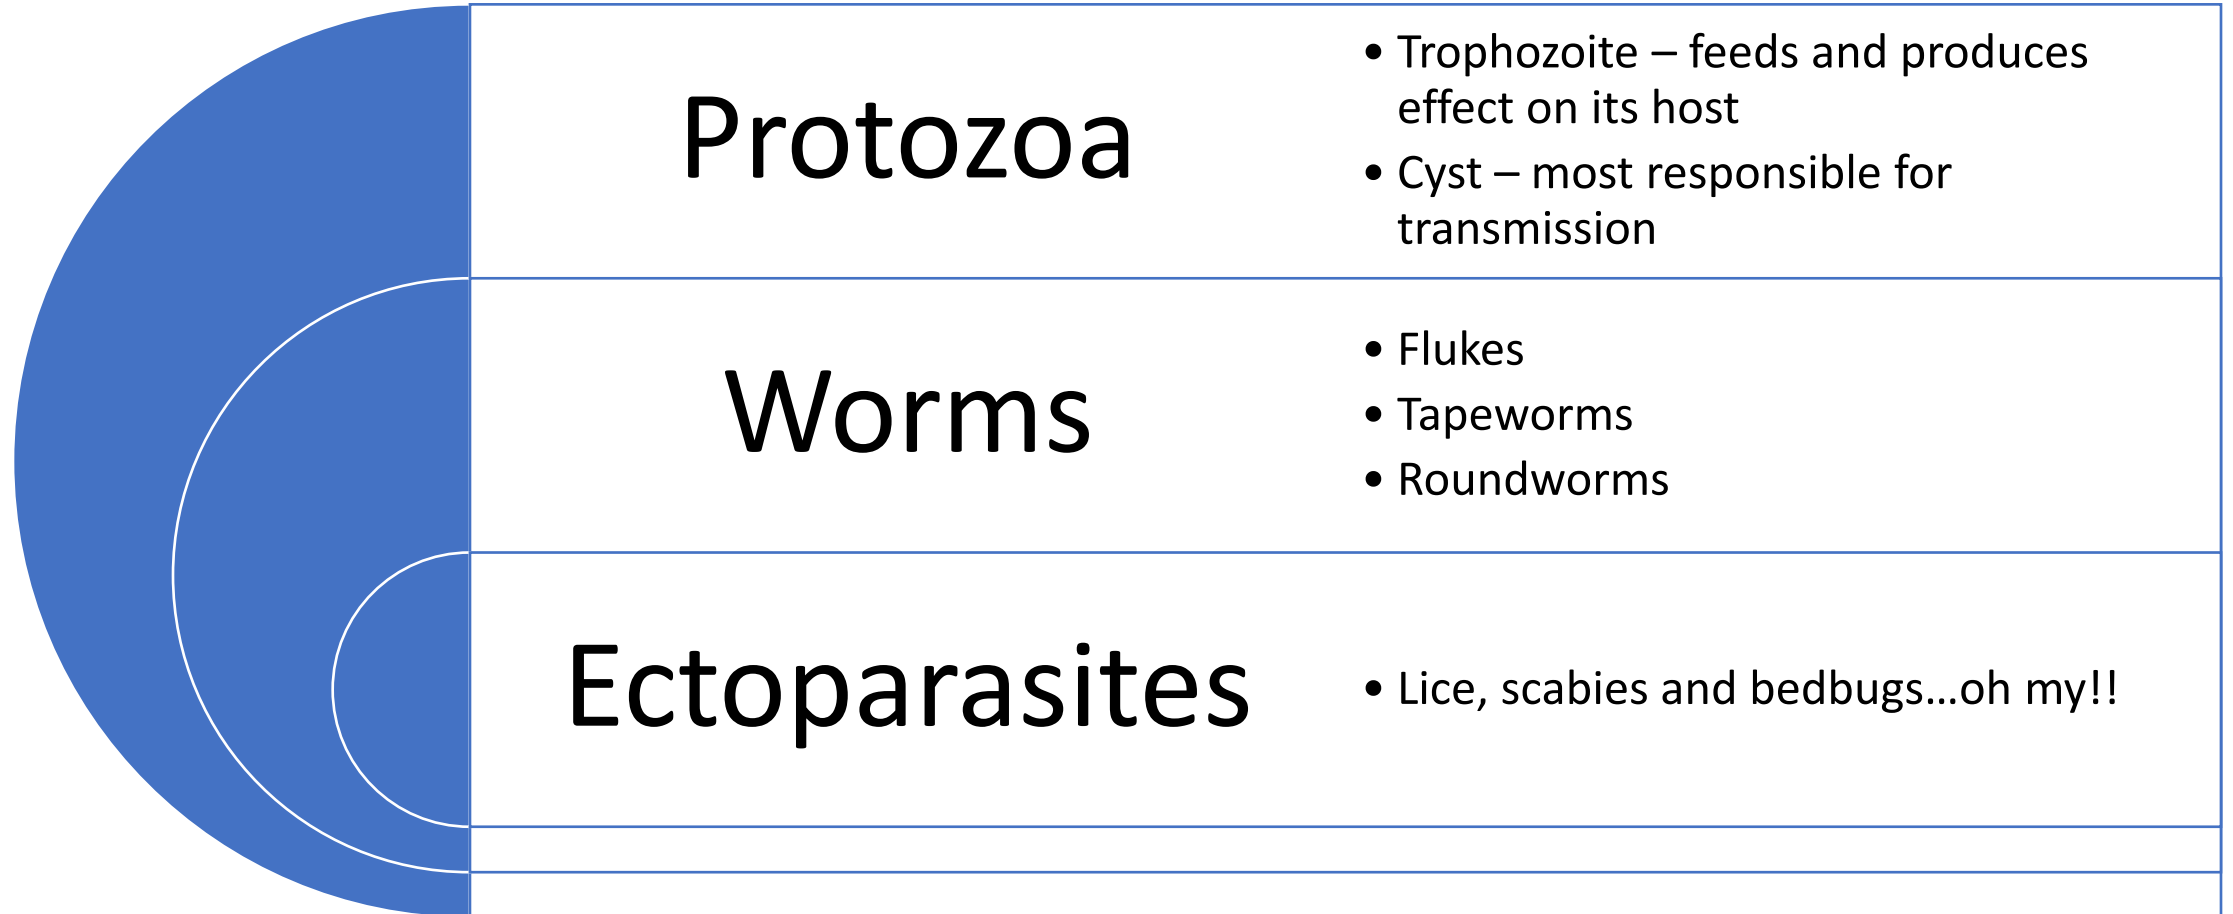 Protozoa
• Trophozoite – feeds and produces
effect on its host
• Cyst – most responsible for
transmission
Worms
• Flukes
• Tapeworms
• Roundworms
Ectoparasites
• Lice, scabies and bedbugs...oh my!!